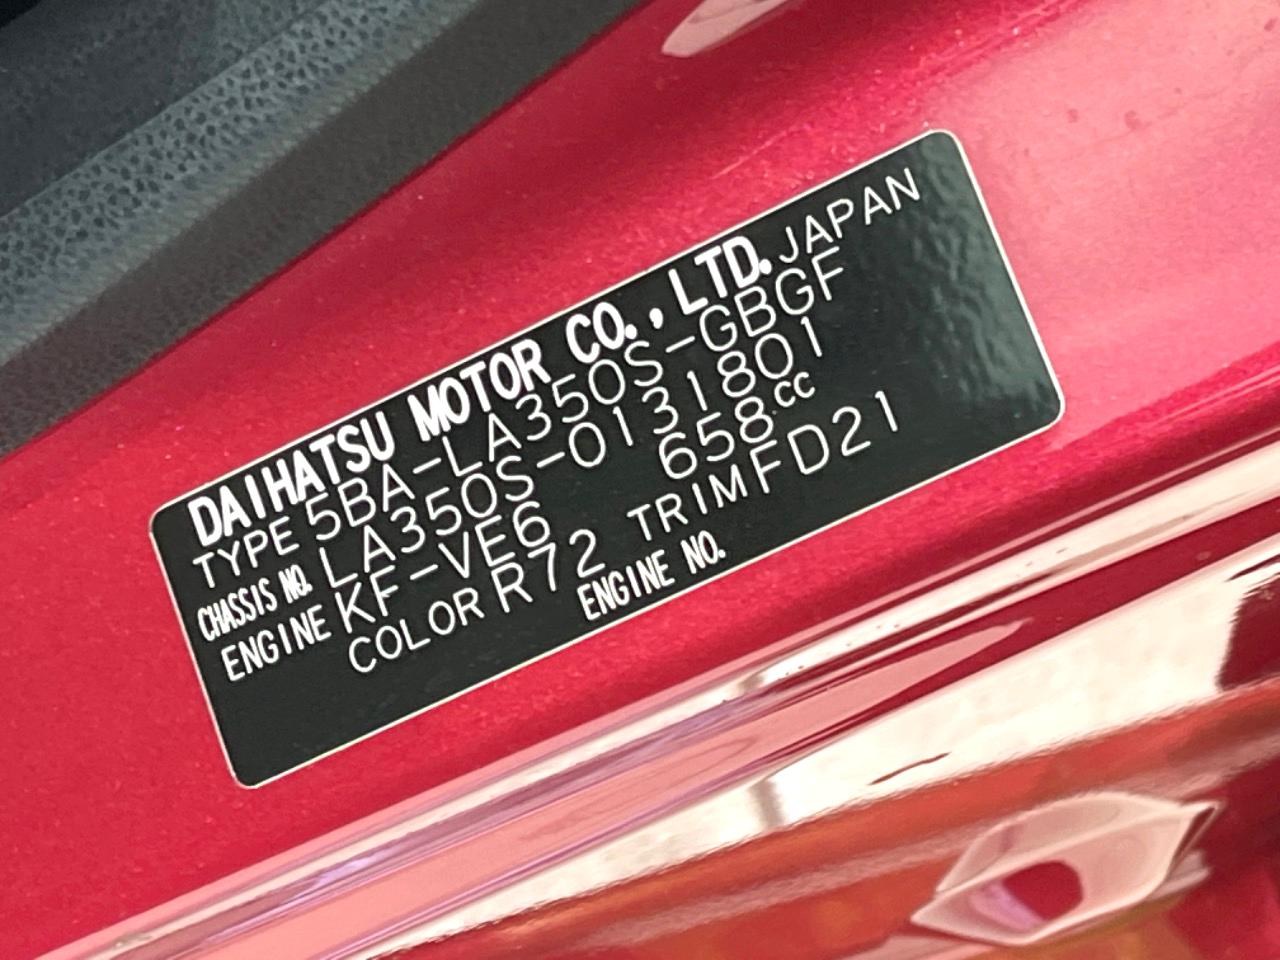 DAIHATSU MOTOR CO., LTD. JAPAN
TYPE 5BA-LA350S-GBGF
CHASSIS NO. LA350S-0131801
ENGINE KF-VE6 658cc
COLOR R72 TRIM FD21
ENGINE NO.